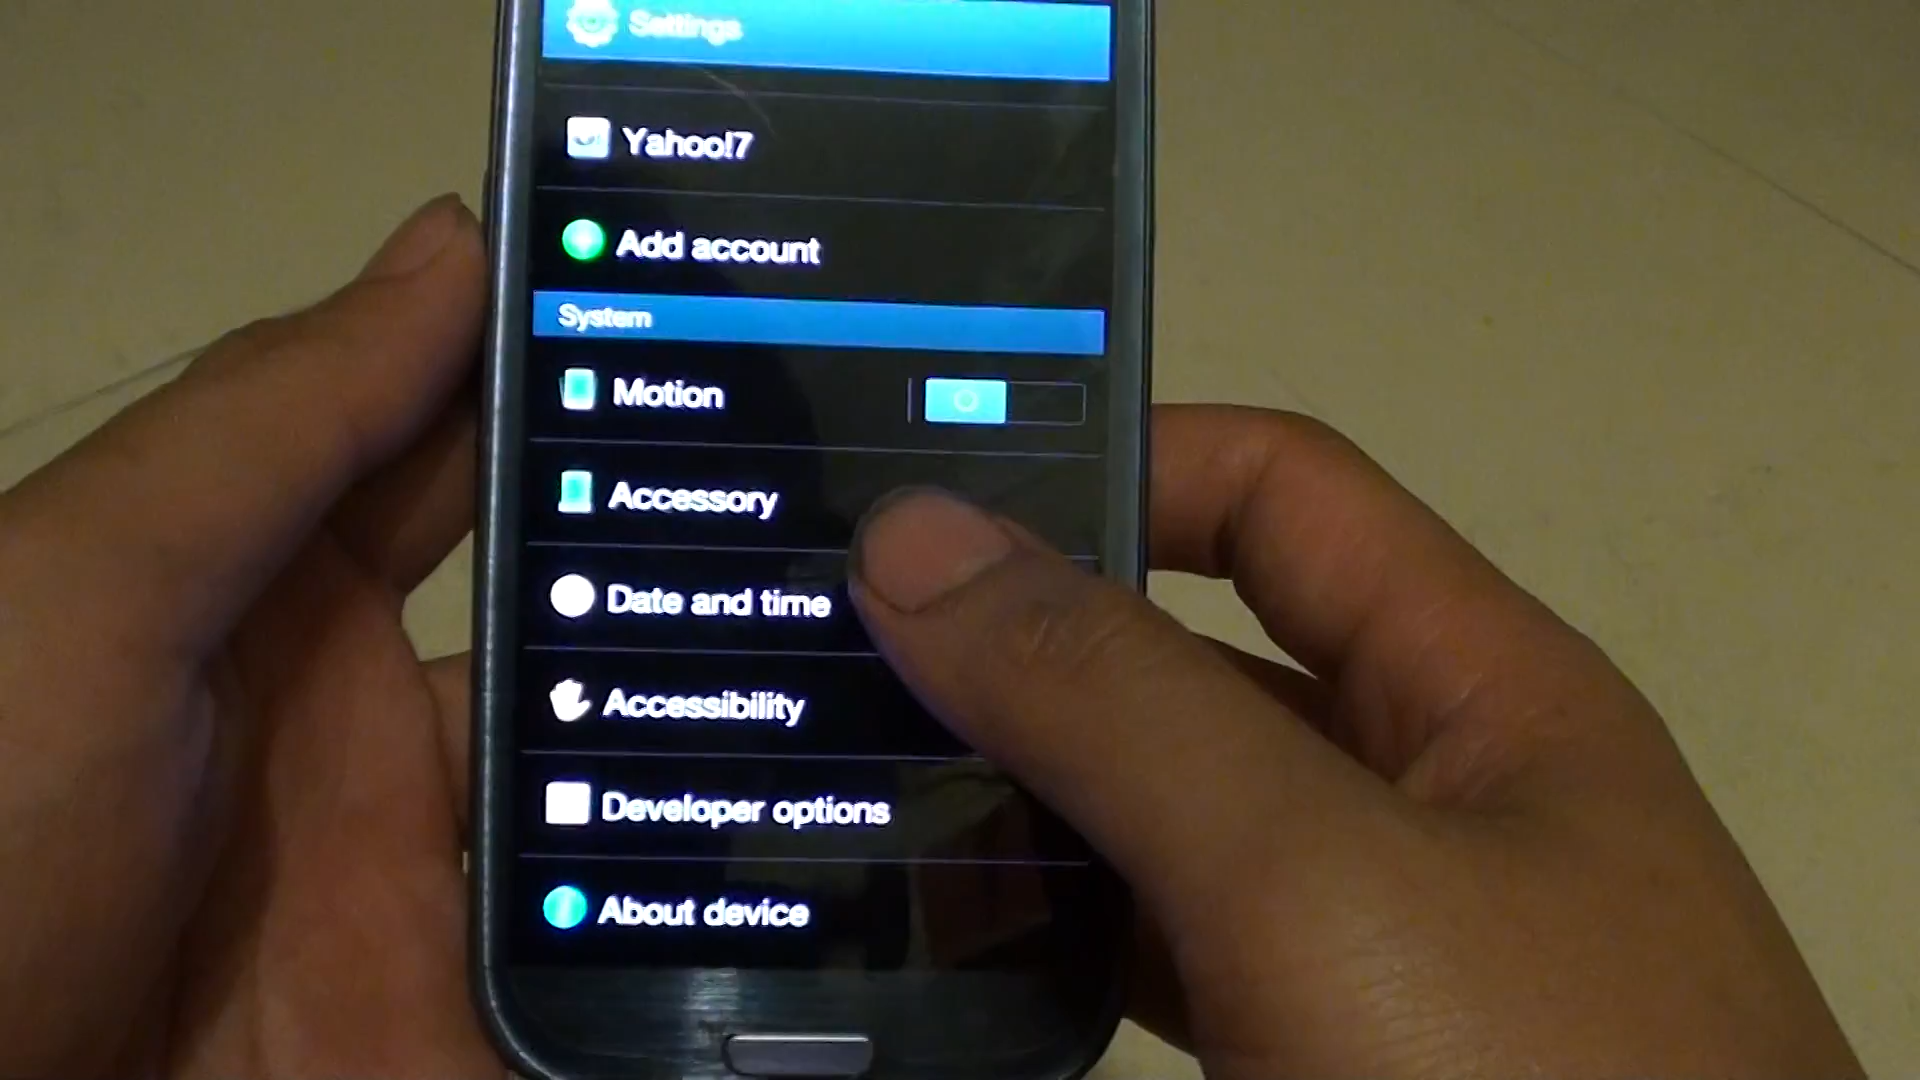 Settings
Yahoo!7
Add account
System
Motion
Accessory
Date and time
Accessibility
Developer options
About device